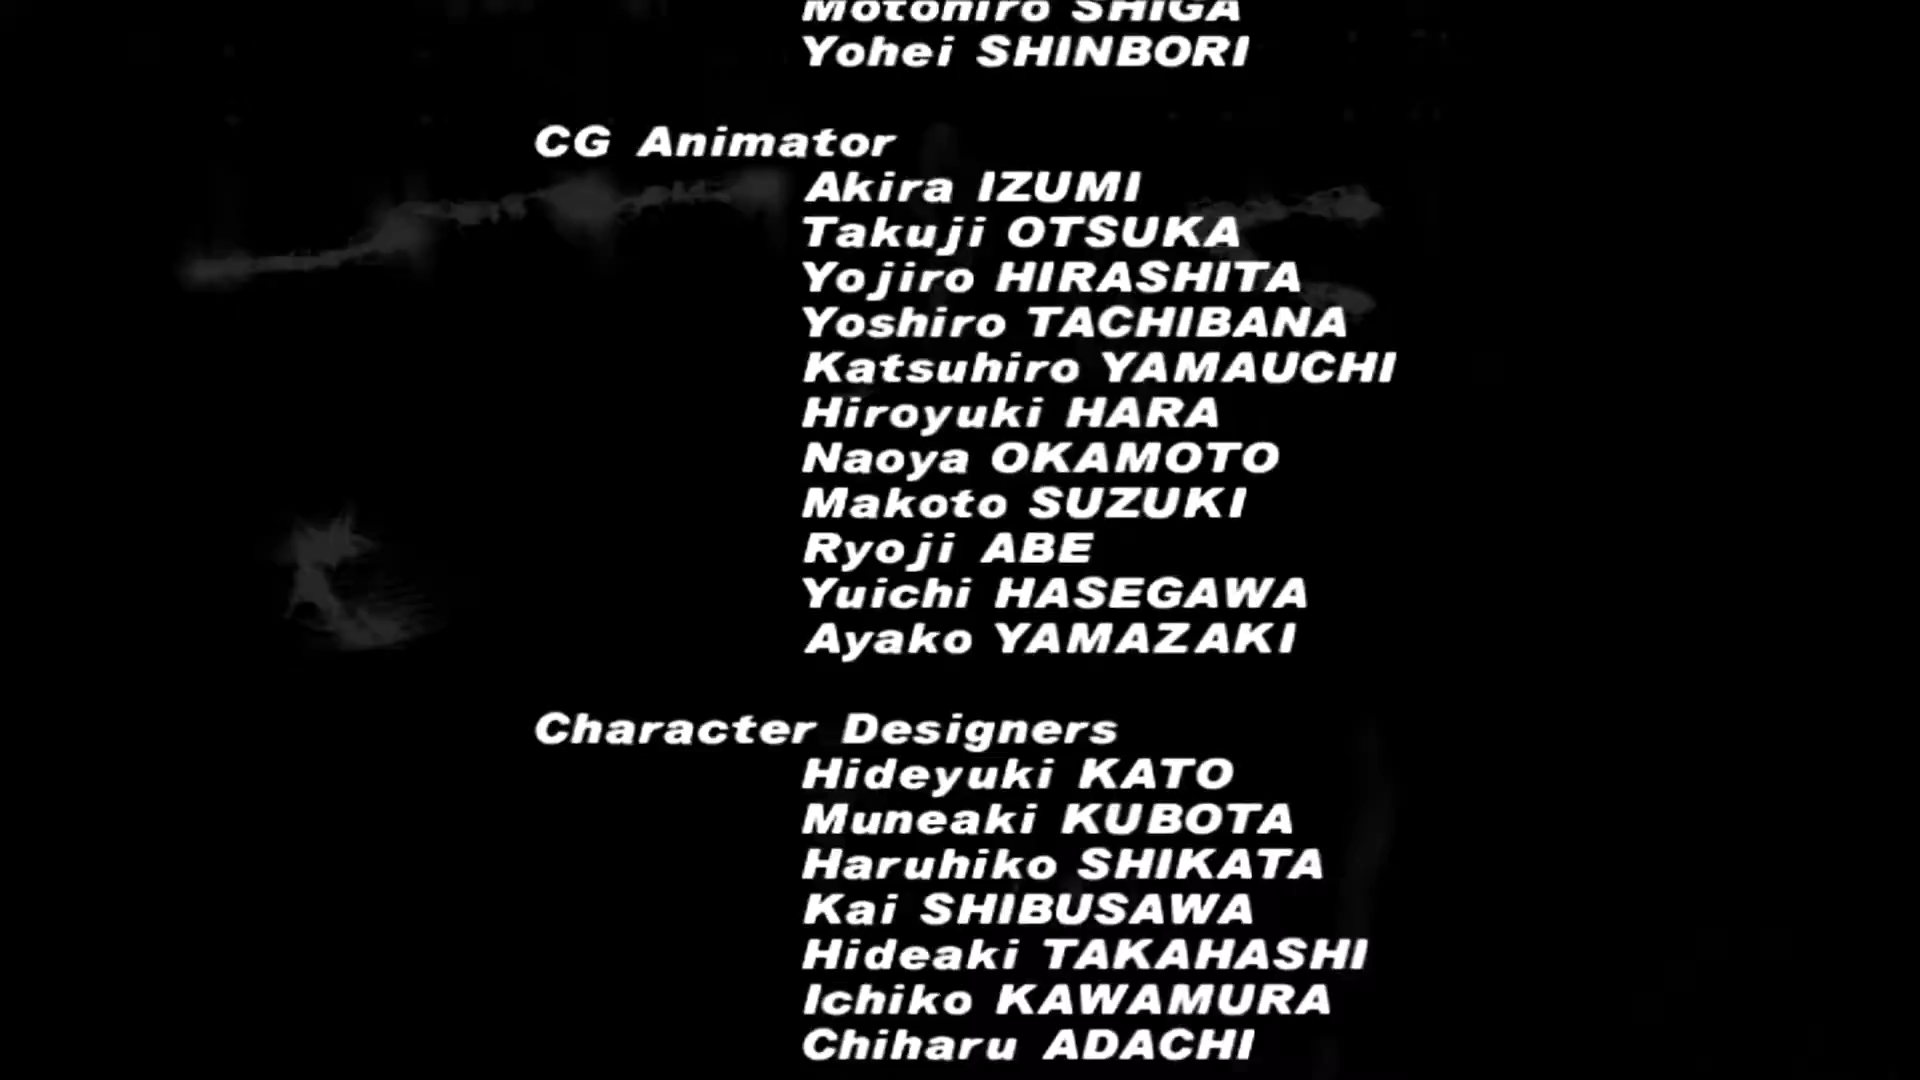 Motohiro SHIGA
Yohei SHINBORI
CG Animator
Akira IZUMI
Takuji OTSUKA
Yojiro HIRASHITA
Yoshiro TACHIBANA
Katsuhiro YAMAUCHI
Hiroyuki HARA
Naoya OKAMOTO
Makoto SUZUKI
Ryoji ABE
Yuichi HASEGAWA
Ayako YAMAZAKI
Character Designers
Hideyuki KATO
Muneaki KUBOTA
Haruhiko SHIKATA
Kai SHIBUSAWA
Hideaki TAKAHASHI
Ichiko KAWAMURA
Chiharu ADACHI